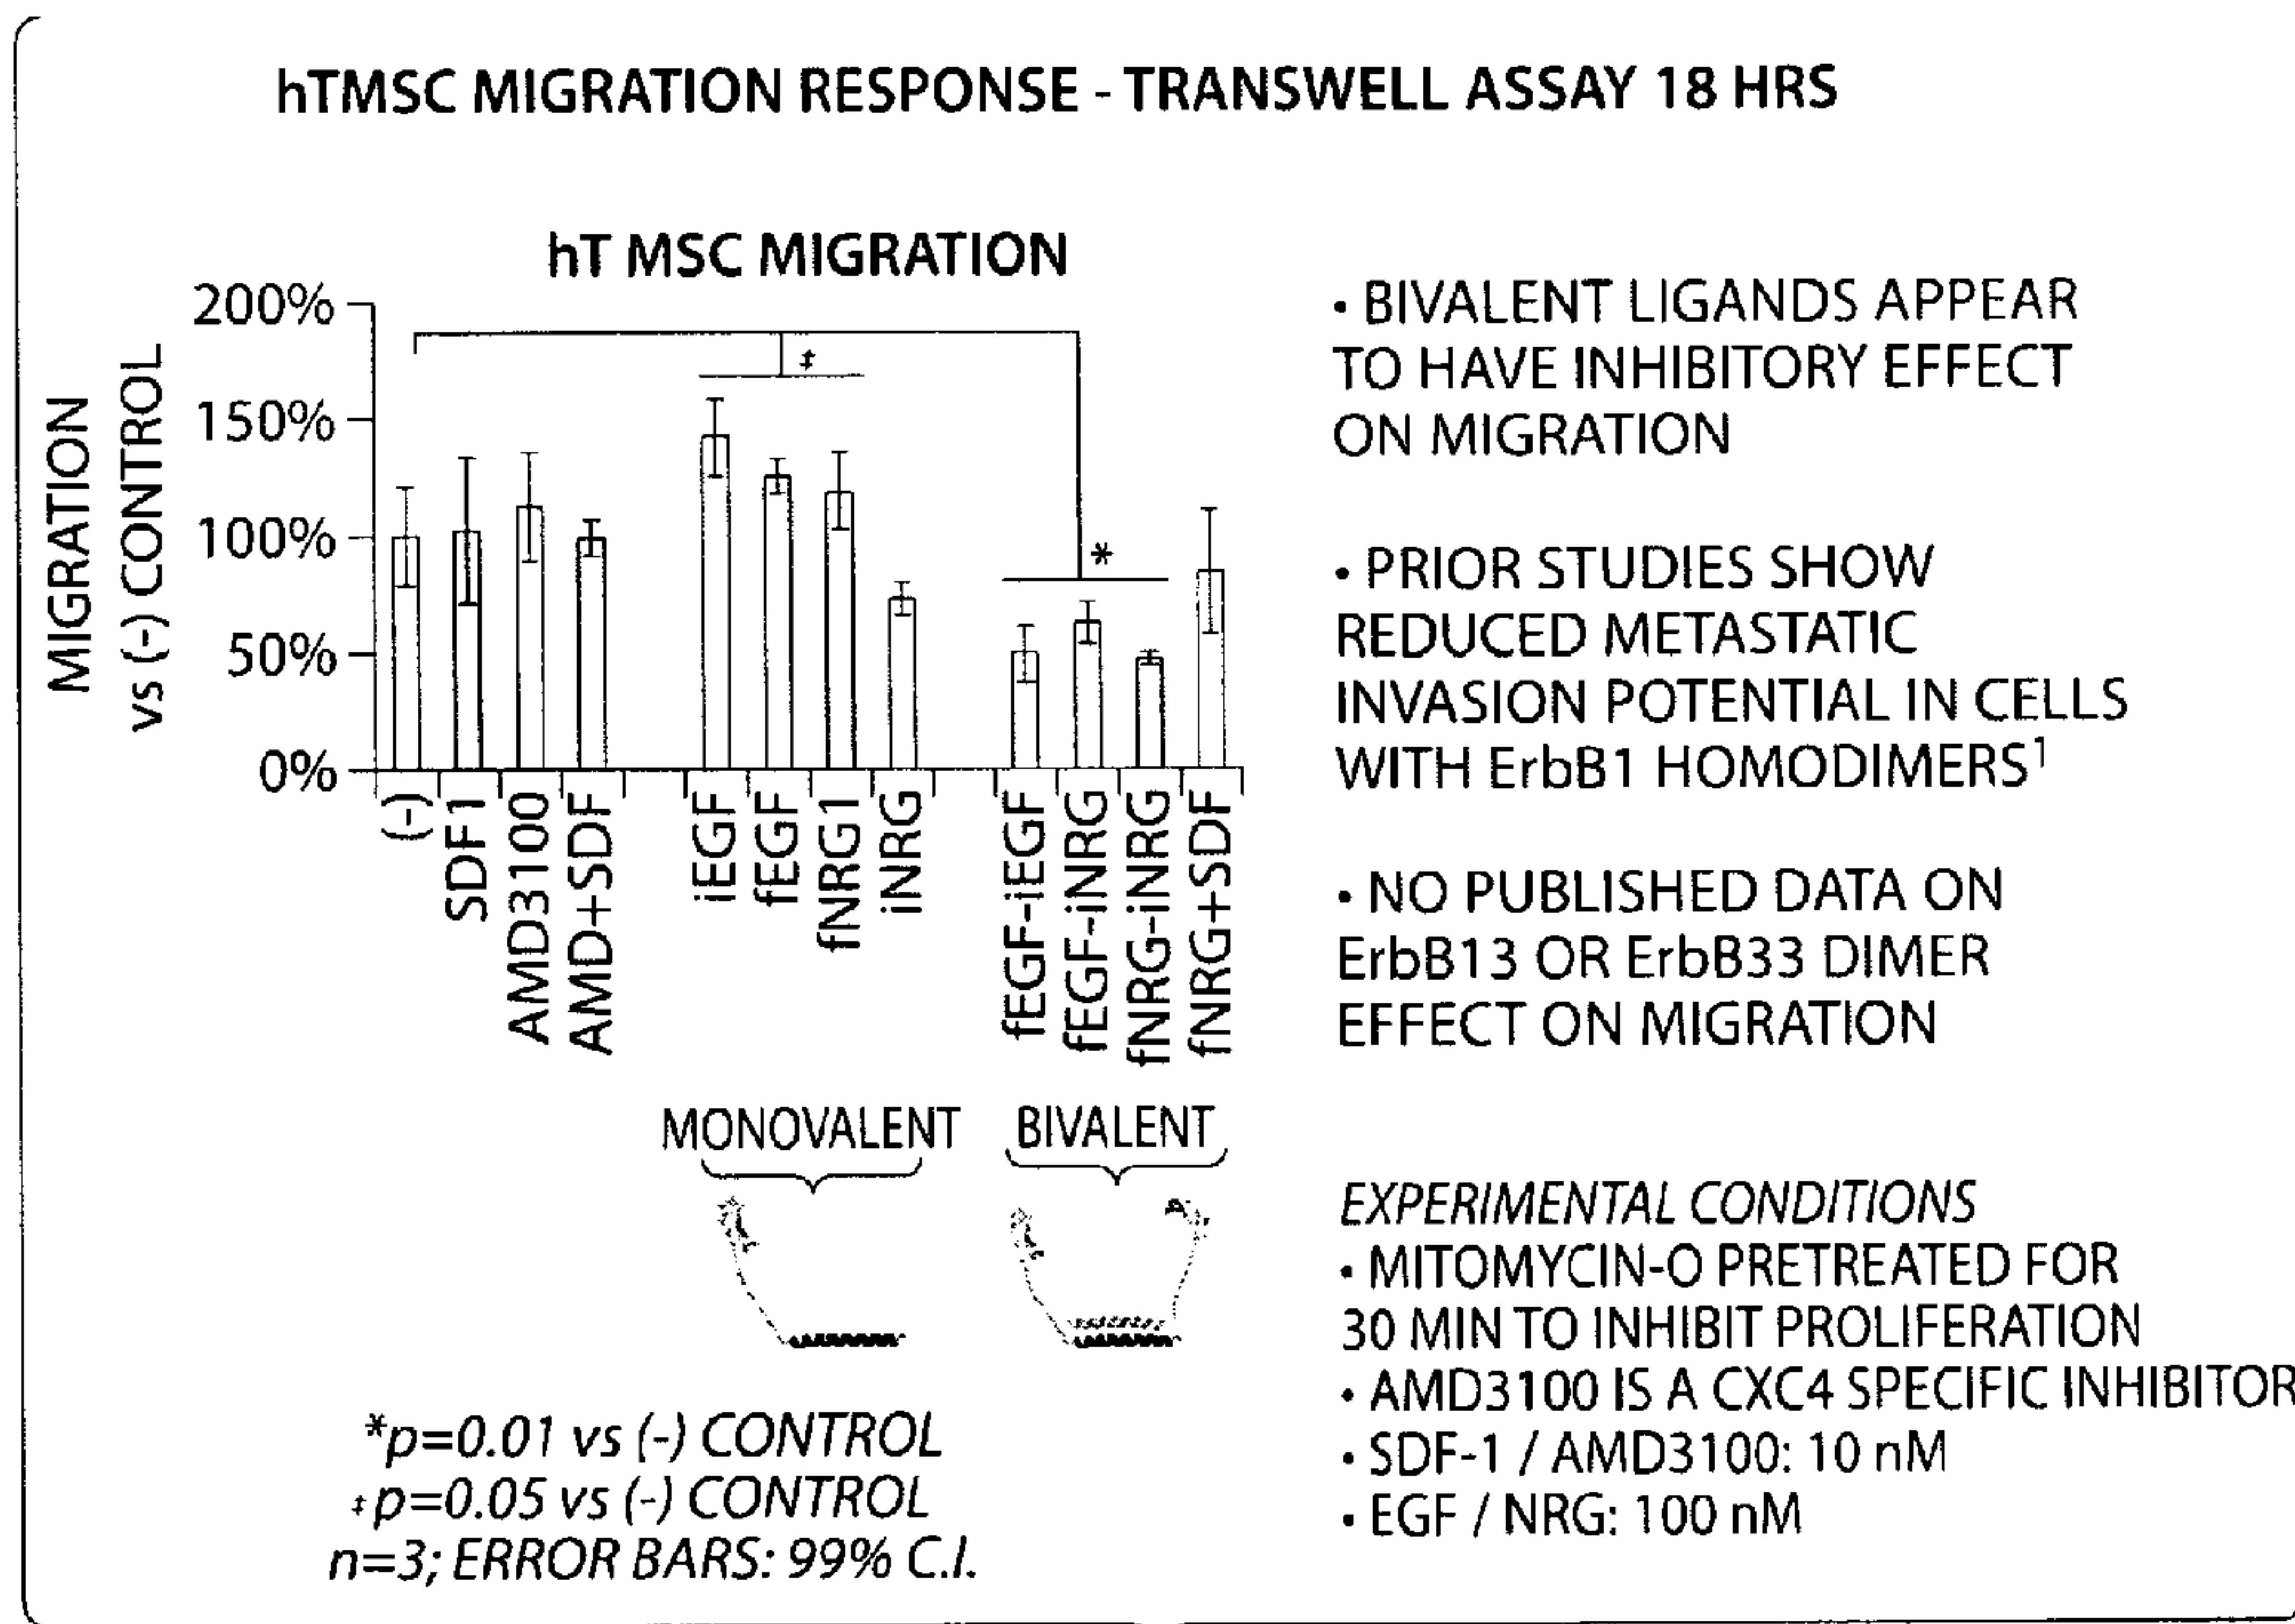 hTMSC MIGRATION RESPONSE - TRANSWELL ASSAY 18 HRS
hT MSC MIGRATION
MIGRATION
vs (-) CONTROL
200%
150%
100%
50%
0%
‡
*
(-)
SDF1
AMD3100
AMD+SDF
iEGF
fEGF
fNRG1
iNRG
fEGF-iEGF
fEGF-iNRG
fNRG-iNRG
fNRG+SDF
MONOVALENT
BIVALENT
*p=0.01 vs (-) CONTROL
‡p=0.05 vs (-) CONTROL
n=3; ERROR BARS: 99% C.I.
• BIVALENT LIGANDS APPEAR
TO HAVE INHIBITORY EFFECT
ON MIGRATION
• PRIOR STUDIES SHOW
REDUCED METASTATIC
INVASION POTENTIAL IN CELLS
WITH ErbB1 HOMODIMERS¹
• NO PUBLISHED DATA ON
ErbB13 OR ErbB33 DIMER
EFFECT ON MIGRATION
EXPERIMENTAL CONDITIONS
• MITOMYCIN-O PRETREATED FOR
30 MIN TO INHIBIT PROLIFERATION
• AMD3100 IS A CXC4 SPECIFIC INHIBITOR
• SDF-1 / AMD3100: 10 nM
• EGF / NRG: 100 nM